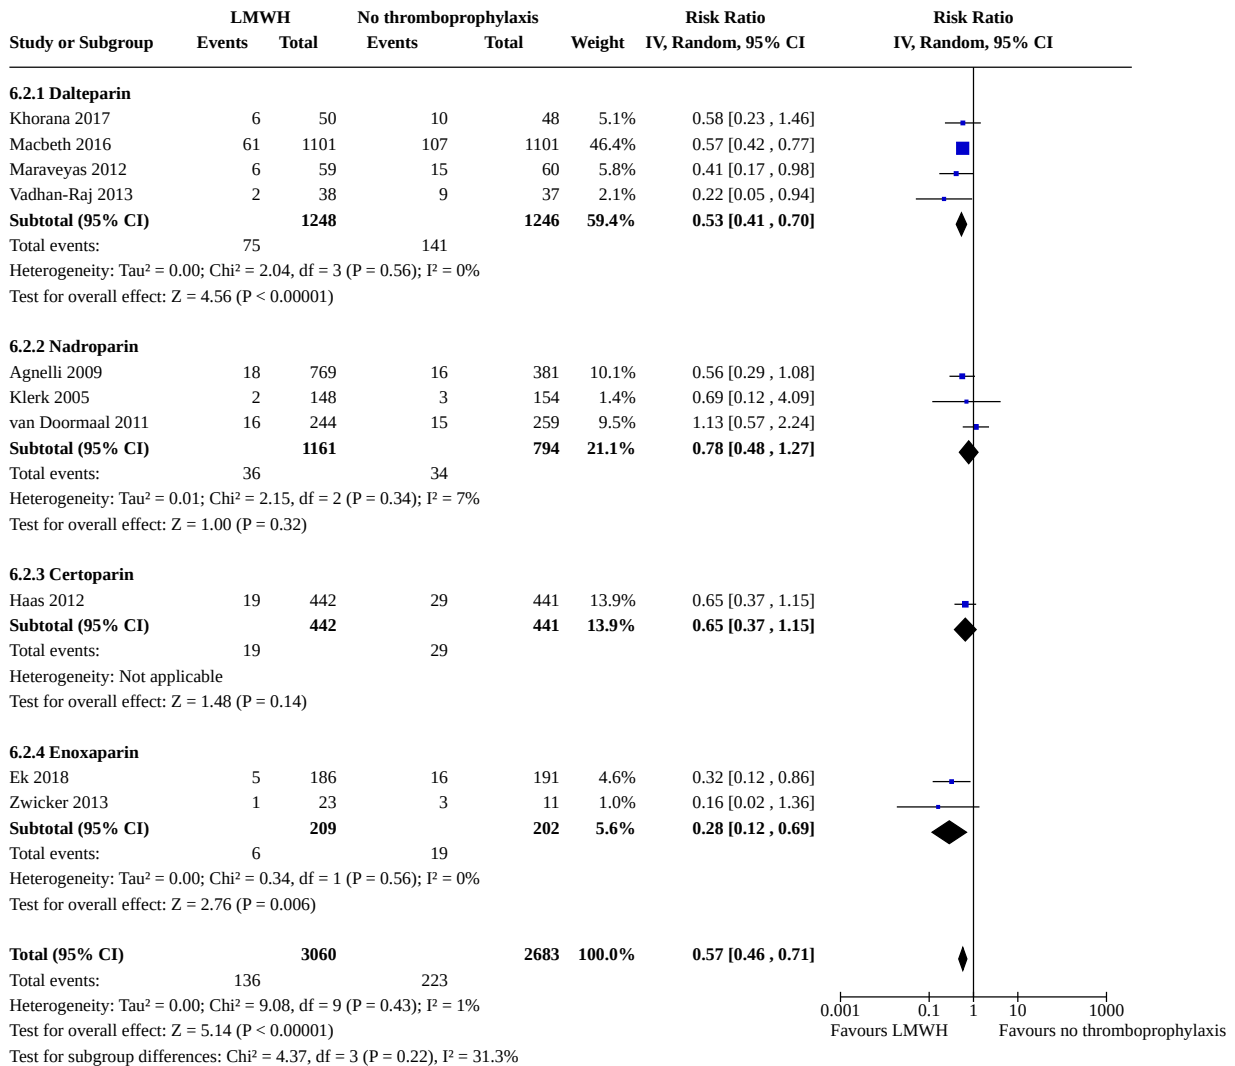 LMWH No thromboprophylaxis Risk Ratio Risk Ratio
Study or Subgroup Events Total Events Total Weight IV, Random, 95% CI IV, Random, 95% CI
6.2.1 Dalteparin
Khorana 2017 6 50 10 48 5.1% 0.58 [0.23 , 1.46]
Macbeth 2016 61 1101 107 1101 46.4% 0.57 [0.42 , 0.77]
Maraveyas 2012 6 59 15 60 5.8% 0.41 [0.17 , 0.98]
Vadhan-Raj 2013 2 38 9 37 2.1% 0.22 [0.05 , 0.94]
Subtotal (95% CI) 1248 1246 59.4% 0.53 [0.41 , 0.70]
Total events: 75 141
Heterogeneity: Tau² = 0.00; Chi² = 2.04, df = 3 (P = 0.56); I² = 0%
Test for overall effect: Z = 4.56 (P < 0.00001)
6.2.2 Nadroparin
Agnelli 2009 18 769 16 381 10.1% 0.56 [0.29 , 1.08]
Klerk 2005 2 148 3 154 1.4% 0.69 [0.12 , 4.09]
van Doormaal 2011 16 244 15 259 9.5% 1.13 [0.57 , 2.24]
Subtotal (95% CI) 1161 794 21.1% 0.78 [0.48 , 1.27]
Total events: 36 34
Heterogeneity: Tau² = 0.01; Chi² = 2.15, df = 2 (P = 0.34); I² = 7%
Test for overall effect: Z = 1.00 (P = 0.32)
6.2.3 Certoparin
Haas 2012 19 442 29 441 13.9% 0.65 [0.37 , 1.15]
Subtotal (95% CI) 442 441 13.9% 0.65 [0.37 , 1.15]
Total events: 19 29
Heterogeneity: Not applicable
Test for overall effect: Z = 1.48 (P = 0.14)
6.2.4 Enoxaparin
Ek 2018 5 186 16 191 4.6% 0.32 [0.12 , 0.86]
Zwicker 2013 1 23 3 11 1.0% 0.16 [0.02 , 1.36]
Subtotal (95% CI) 209 202 5.6% 0.28 [0.12 , 0.69]
Total events: 6 19
Heterogeneity: Tau² = 0.00; Chi² = 0.34, df = 1 (P = 0.56); I² = 0%
Test for overall effect: Z = 2.76 (P = 0.006)
Total (95% CI) 3060 2683 100.0% 0.57 [0.46 , 0.71]
Total events: 136 223
Heterogeneity: Tau² = 0.00; Chi² = 9.08, df = 9 (P = 0.43); I² = 1%
0.001 0.1 1 10 1000
Test for overall effect: Z = 5.14 (P < 0.00001)
Favours LMWH Favours no thromboprophylaxis
Test for subgroup differences: Chi² = 4.37, df = 3 (P = 0.22), I² = 31.3%